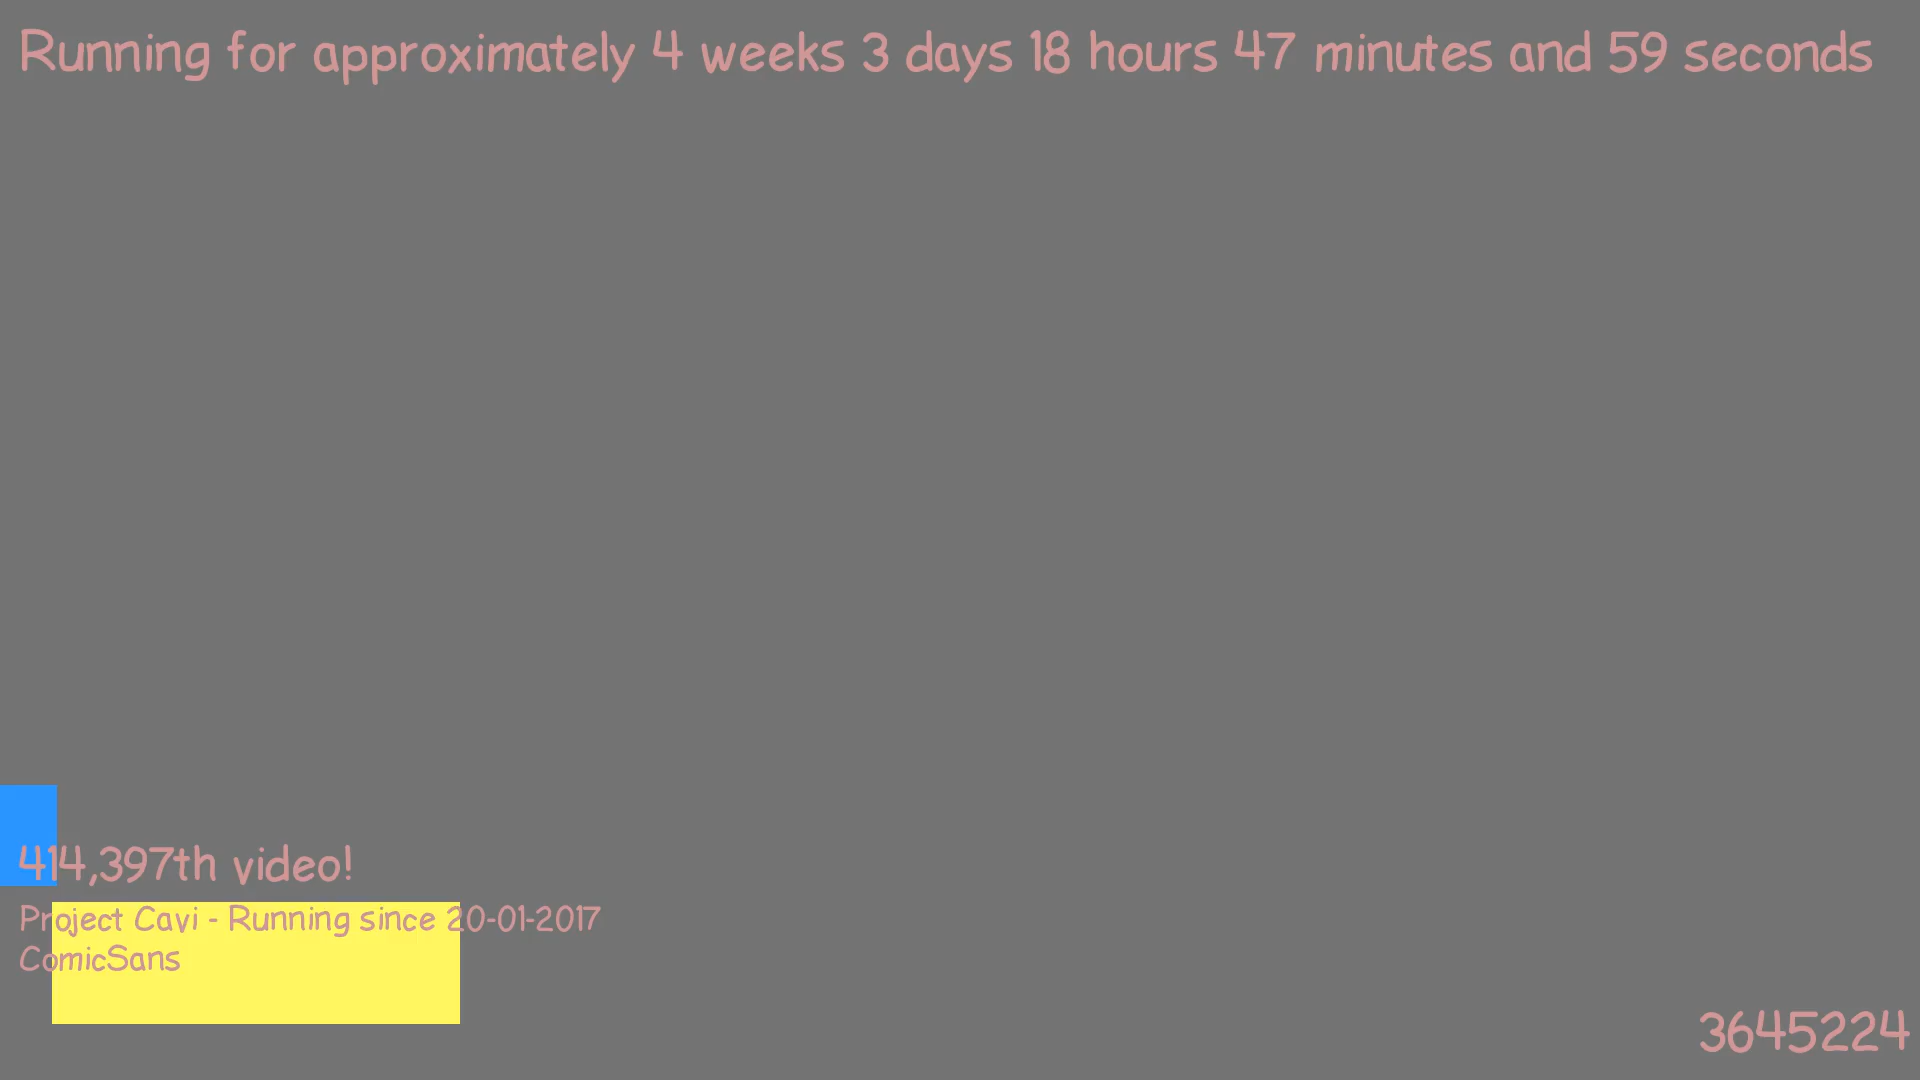 Running for approximately 4 weeks 3 days 18 hours 47 minutes and 59 seconds
414,397th video!
Project Cavi - Running since 20-01-2017
ComicSans
3645224